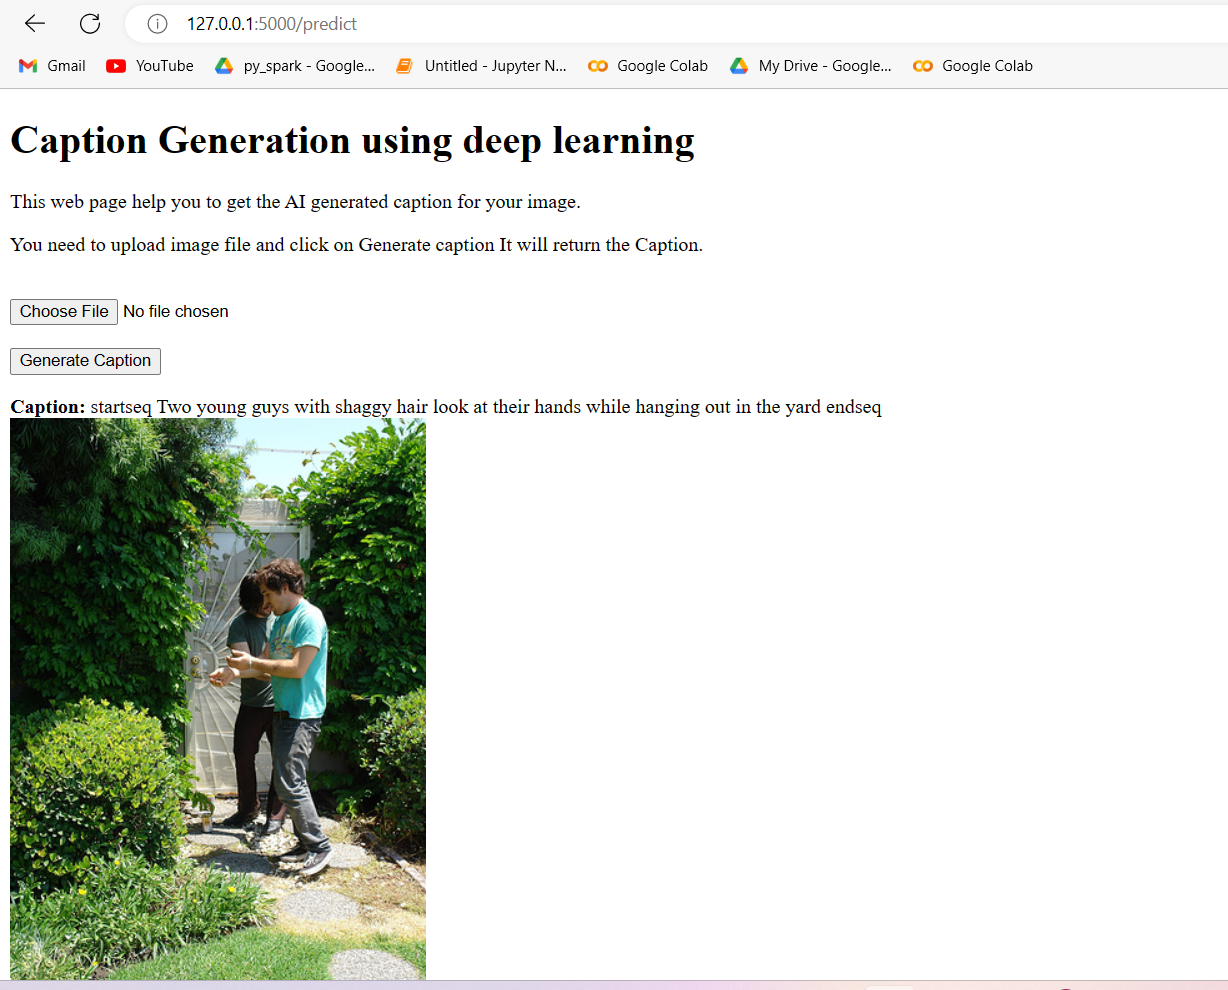 127.0.0.1:5000/predict
Gmail YouTube py_spark - Google... Untitled - Jupyter N... Google Colab My Drive - Google... Google Colab
Caption Generation using deep learning
This web page help you to get the AI generated caption for your image.
You need to upload image file and click on Generate caption It will return the Caption.
Choose File No file chosen
Generate Caption
Caption: startseq Two young guys with shaggy hair look at their hands while hanging out in the yard endseq